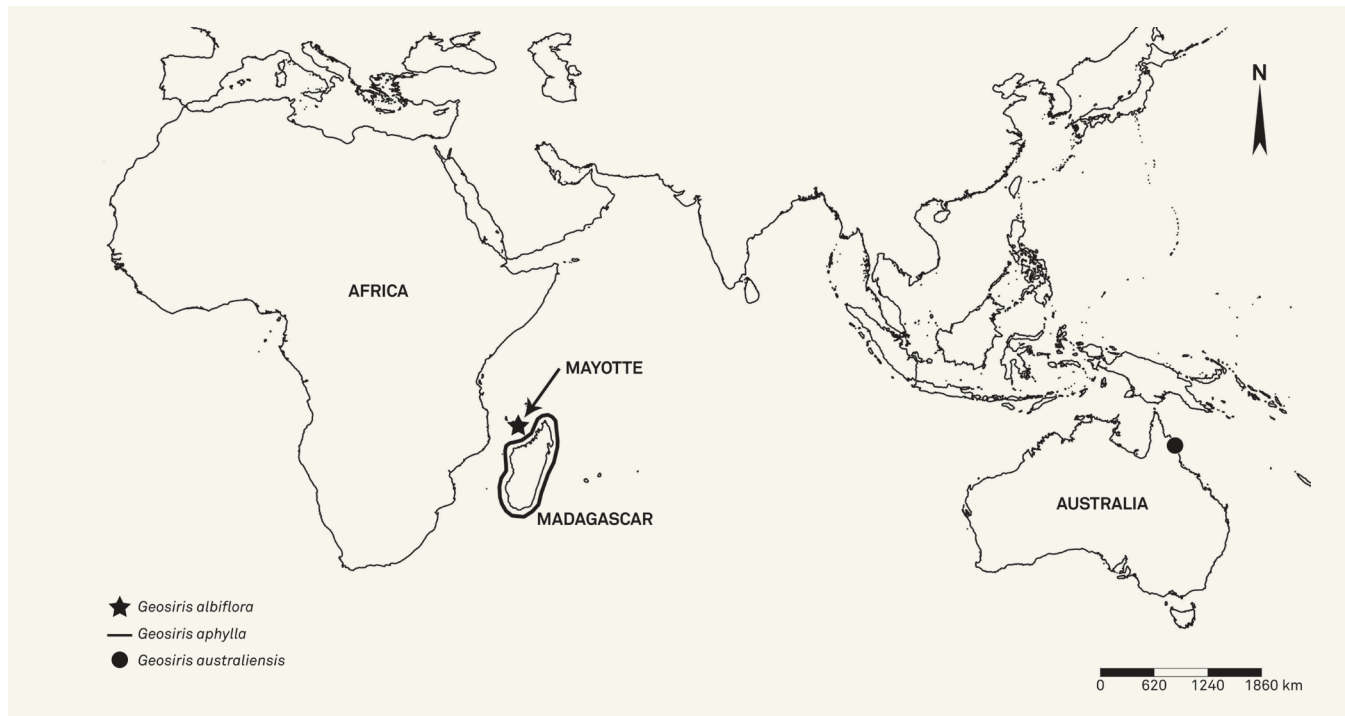 N
AFRICA
MAYOTTE
AUSTRALIA
MADAGASCAR
Geosiris albiflora
Geosiris aphylla
Geosiris australiensis
0 620 1240 1860 km